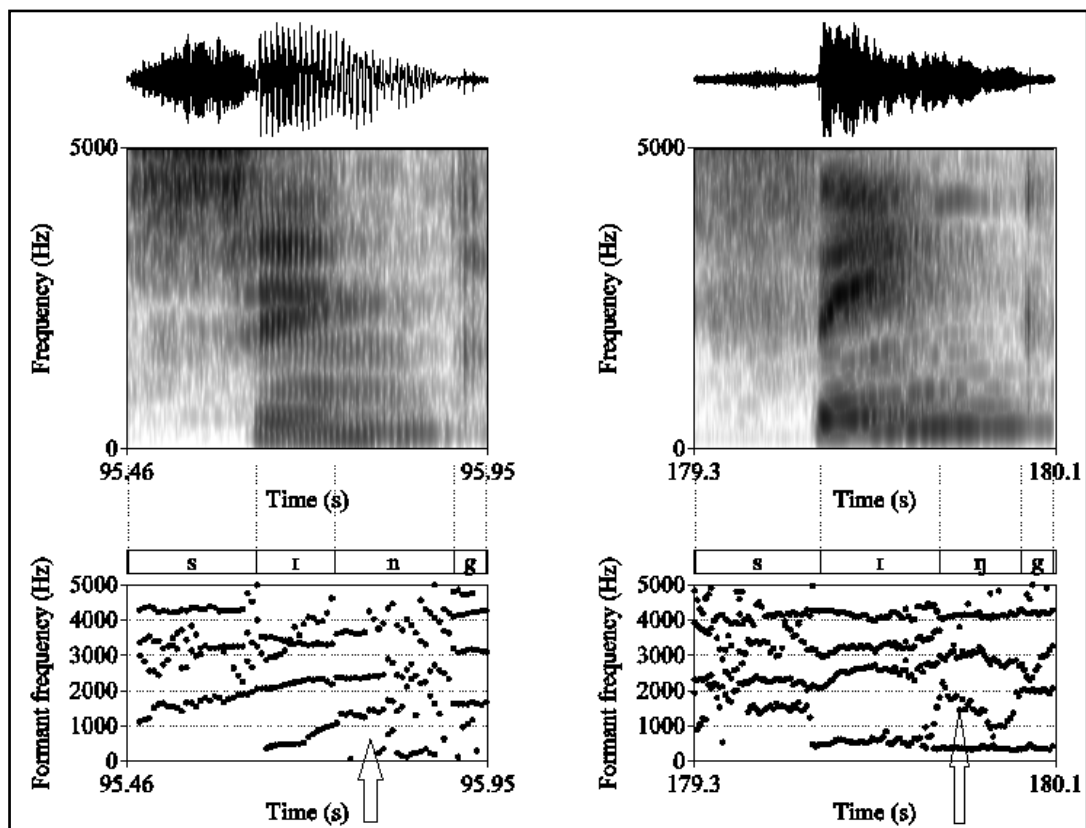 5000
Frequency (Hz)
0
95.46
95.95
Time (s)
s ɪ n g
5000
4000
3000
2000
1000
0
Formant frequency (Hz)
95.46
95.95
Time (s)
5000
Frequency (Hz)
0
179.3
180.1
Time (s)
s ɪ ŋ g
5000
4000
3000
2000
1000
0
Formant frequency (Hz)
179.3
180.1
Time (s)